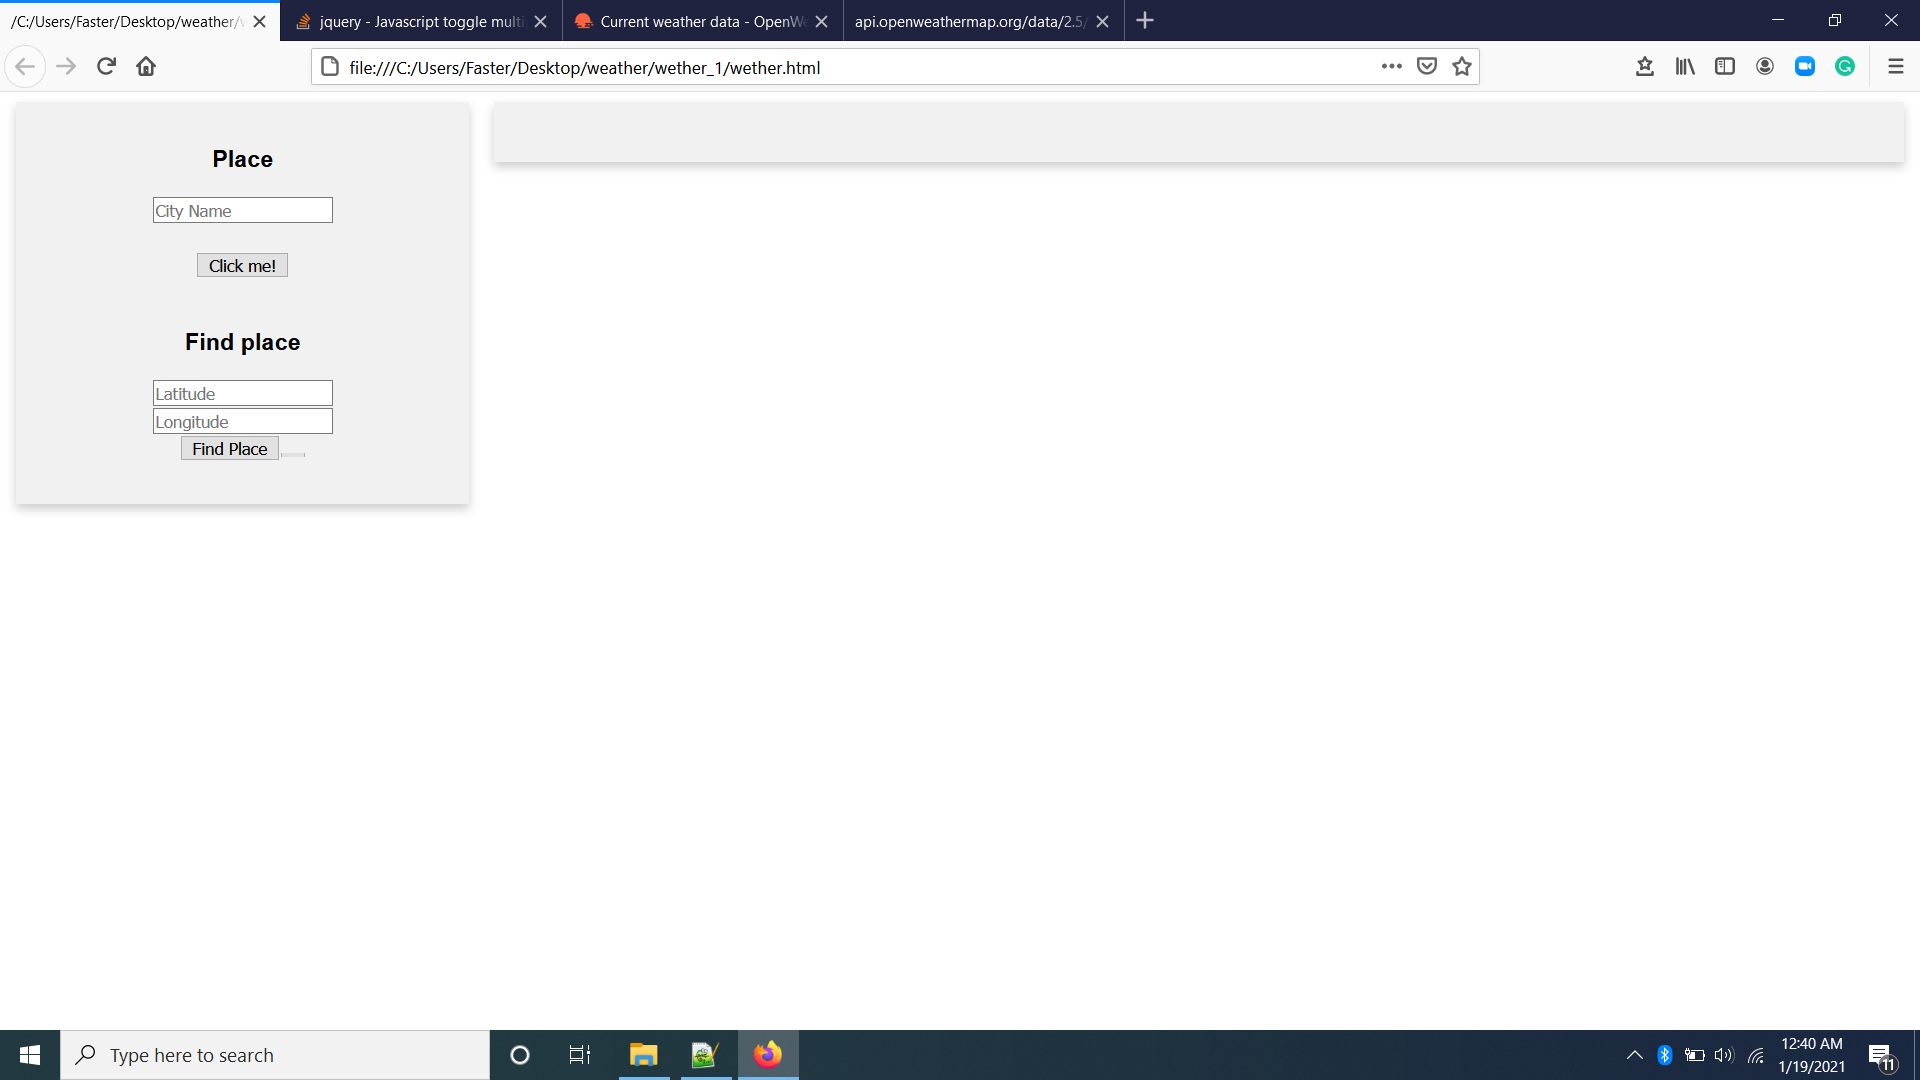 /C:/Users/Faster/Desktop/weather/w
jquery - Javascript toggle multi
Current weather data - OpenWe
api.openweathermap.org/data/2.5/
file:///C:/Users/Faster/Desktop/weather/wether_1/wether.html
Place
City Name
Click me!
Find place
Latitude
Longitude
Find Place
Type here to search
12:40 AM
1/19/2021
11